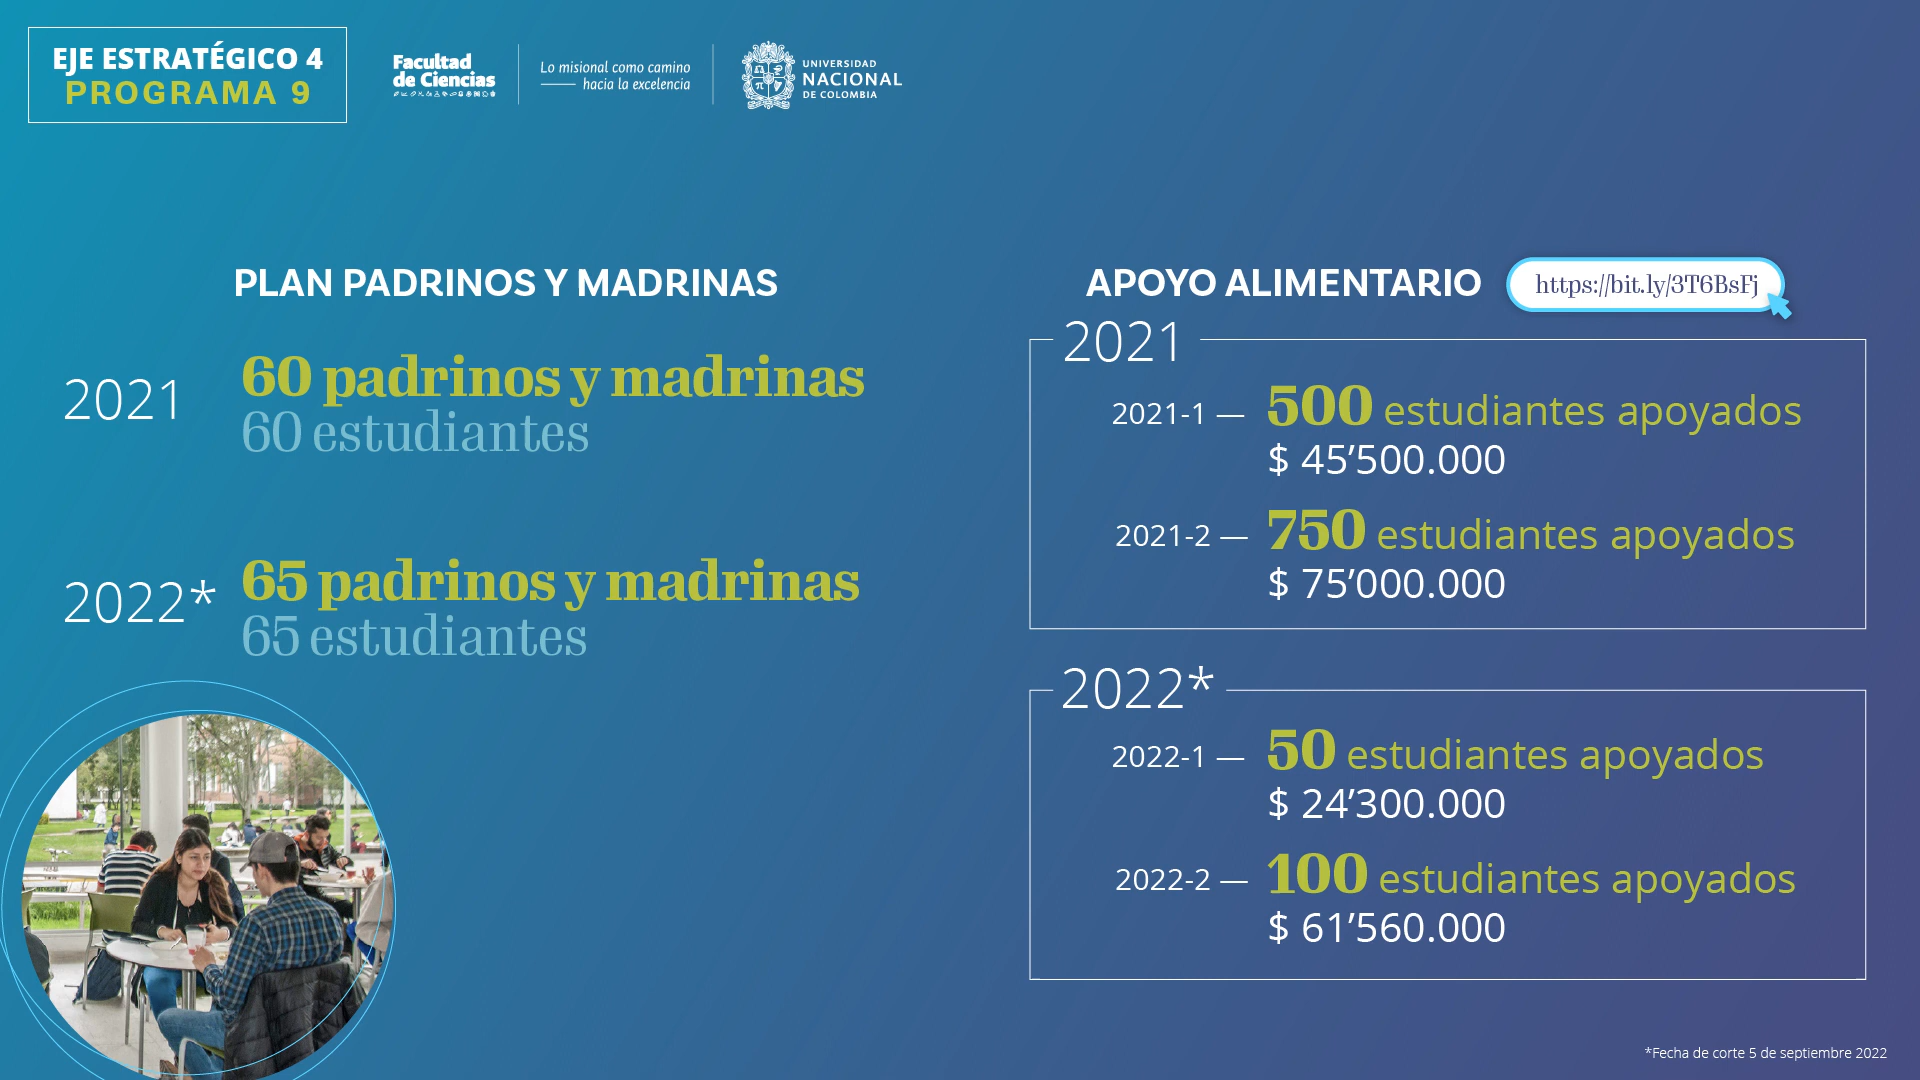 EJE ESTRATÉGICO 4
PROGRAMA 9
Facultad
de Ciencias
Lo misional como camino
hacia la excelencia
UNIVERSIDAD
NACIONAL
DE COLOMBIA
PLAN PADRINOS Y MADRINAS
2021
60 padrinos y madrinas
60 estudiantes
2022*
65 padrinos y madrinas
65 estudiantes
APOYO ALIMENTARIO
https://bit.ly/3T6BsFj
2021
2021-1 — 500 estudiantes apoyados
$ 45’500.000
2021-2 — 750 estudiantes apoyados
$ 75’000.000
2022*
2022-1 — 50 estudiantes apoyados
$ 24’300.000
2022-2 — 100 estudiantes apoyados
$ 61’560.000
*Fecha de corte 5 de septiembre 2022